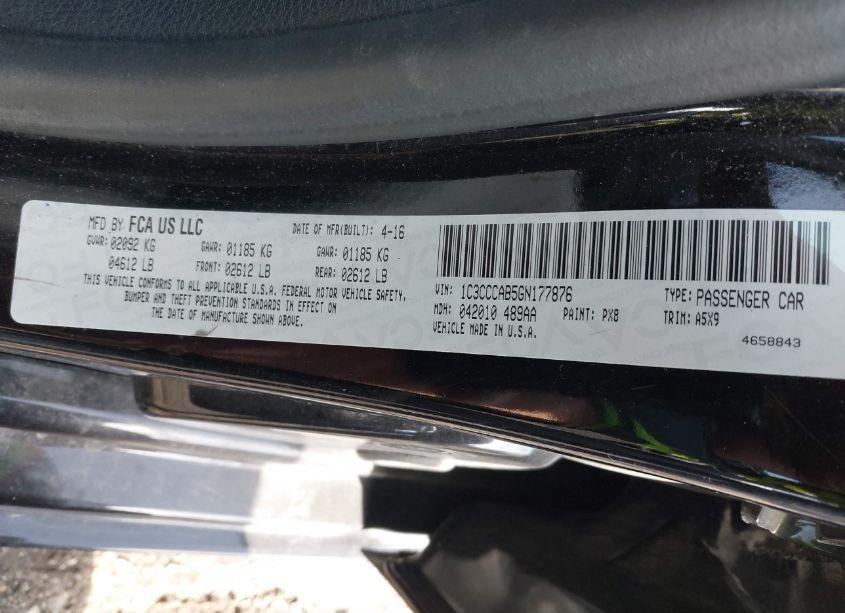 MFD BY FCA US LLC DATE OF MFR(BUILT): 4-16
GVWR: 02092 KG GAWR: 01185 KG GAWR: 01185 KG
04612 LB FRONT: 02612 LB REAR: 02612 LB
THIS VEHICLE CONFORMS TO ALL APPLICABLE U.S.A. FEDERAL MOTOR VEHICLE SAFETY,
BUMPER AND THEFT PREVENTION STANDARDS IN EFFECT ON
THE DATE OF MANUFACTURE SHOWN ABOVE.
VIN: 1C3CCCAB5GN177876 TYPE: PASSENGER CAR
MDH: 042010 489AA PAINT: PX8 TRIM: A5X9
VEHICLE MADE IN U.S.A. 4658843